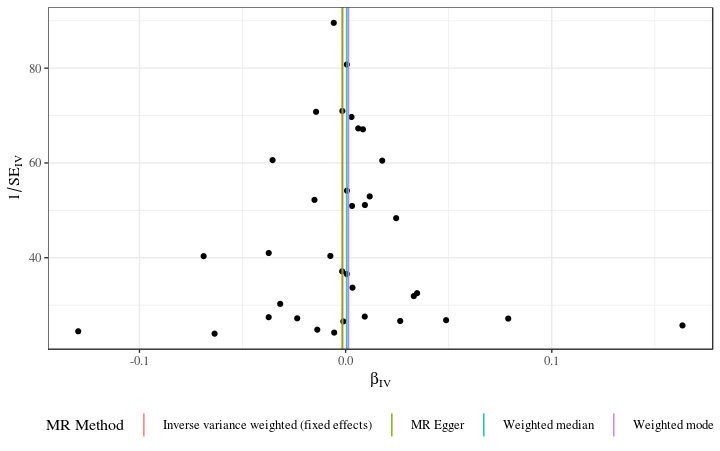 80
60
40
1/SE_IV
-0.1 0.0 0.1
β_IV
MR Method Inverse variance weighted (fixed effects) MR Egger Weighted median Weighted mode